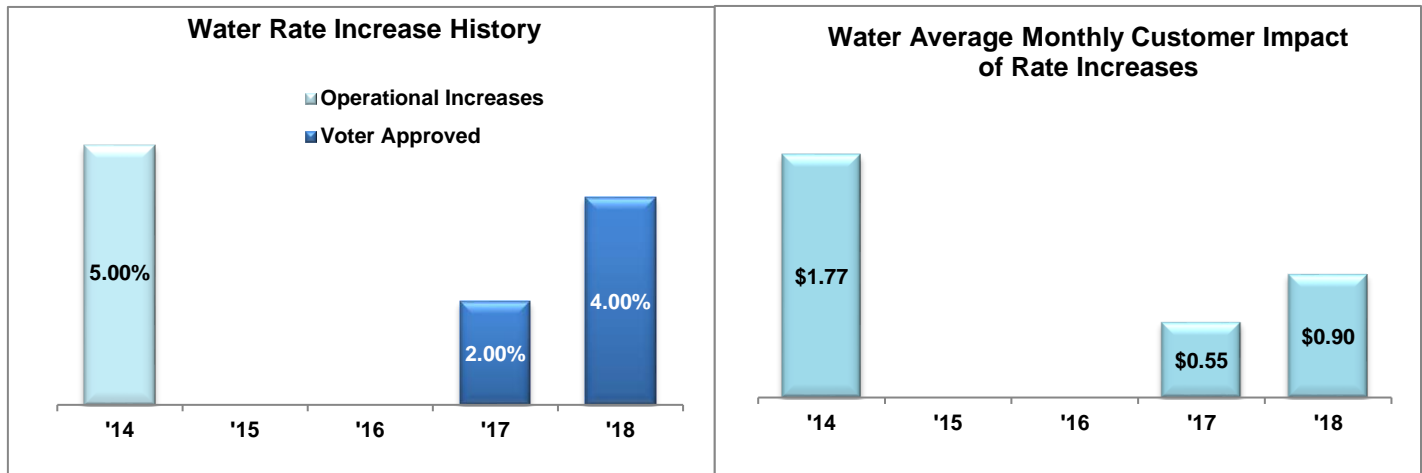 Water Rate Increase History
Operational Increases
Voter Approved
5.00%
2.00%
4.00%
'14 '15 '16 '17 '18
Water Average Monthly Customer Impact
of Rate Increases
$1.77
$0.55
$0.90
'14 '15 '16 '17 '18